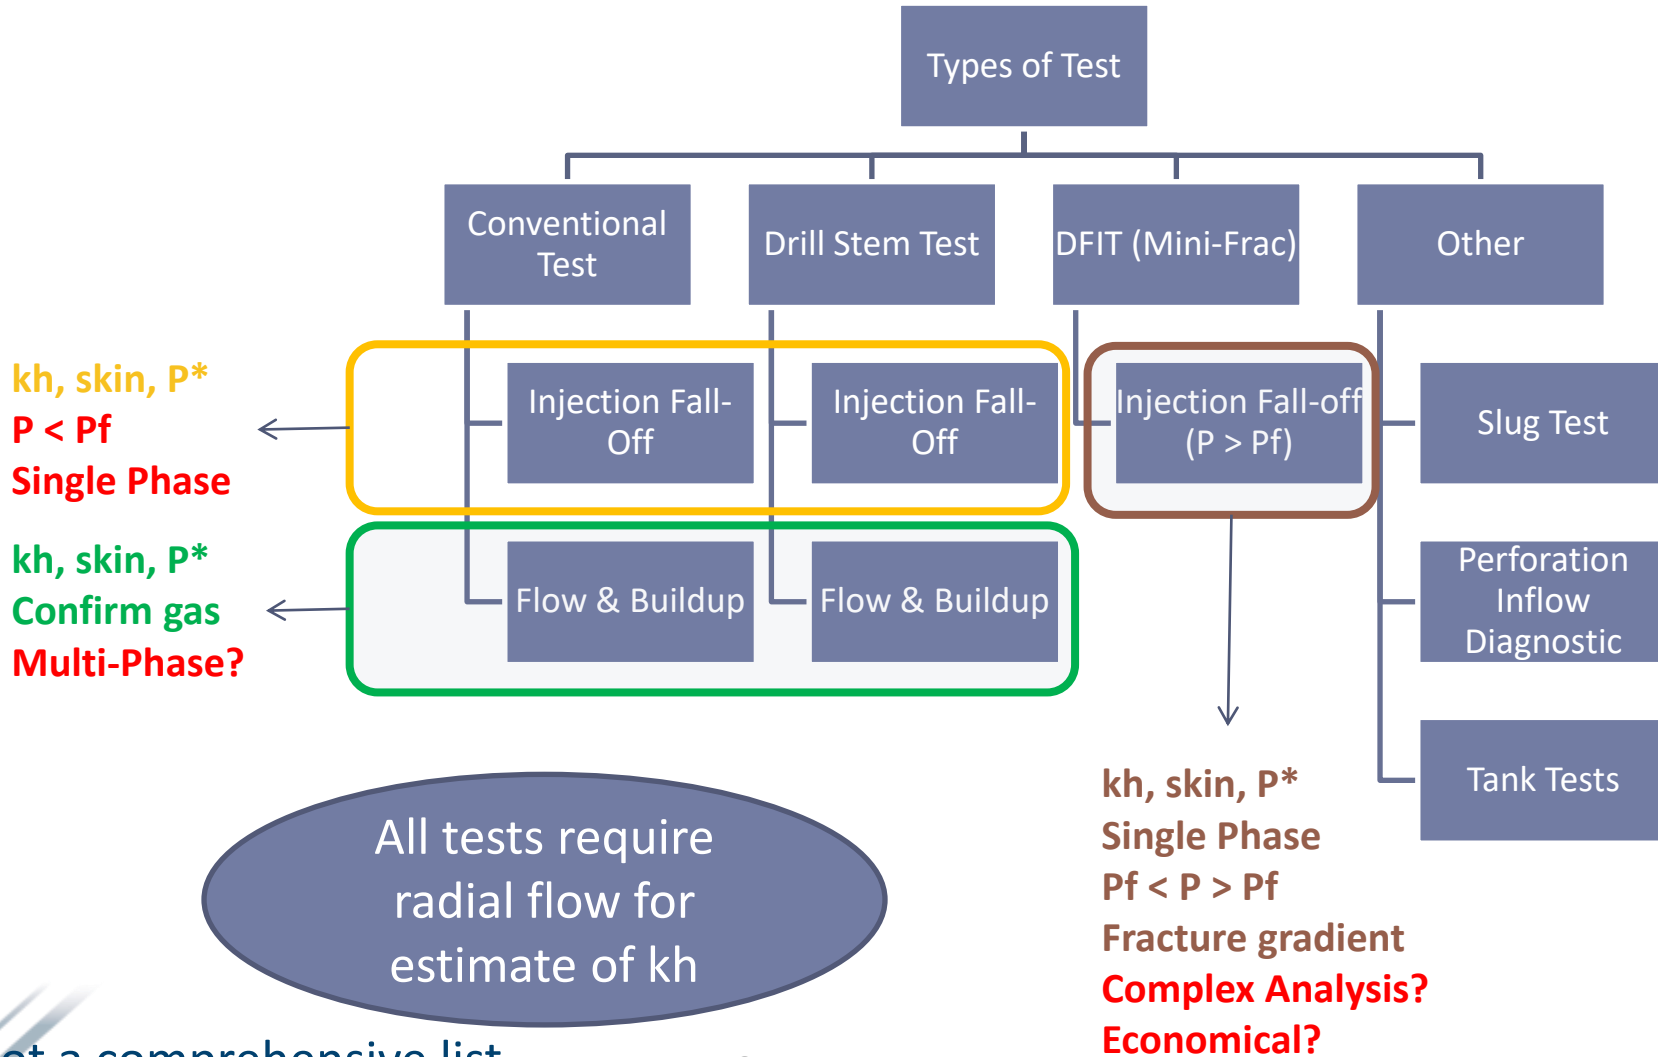 Types of Test
Conventional
Test
Drill Stem Test
DFIT (Mini-Frac)
Other
kh, skin, P*
P < Pf
Single Phase
Injection Fall-
Off
Injection Fall-
Off
Injection Fall-off
(P > Pf)
Slug Test
kh, skin, P*
Confirm gas
Multi-Phase?
Flow & Buildup
Flow & Buildup
Perforation
Inflow
Diagnostic
Tank Tests
kh, skin, P*
Single Phase
Pf < P > Pf
Fracture gradient
Complex Analysis?
Economical?
All tests require
radial flow for
estimate of kh
a comprehensive list